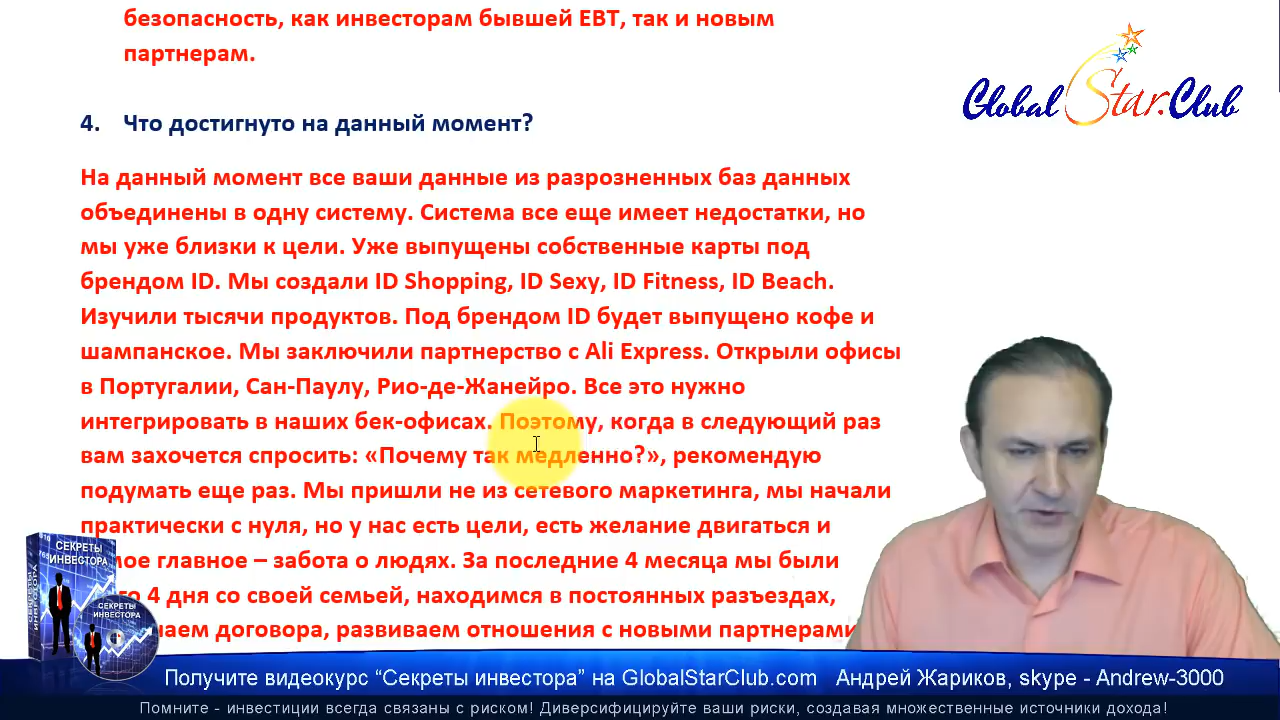 безопасность, как инвесторам бывшей ЕВТ, так и новым
партнерам.
Global Star.Club
4. Что достигнуто на данный момент?
На данный момент все ваши данные из разрозненных баз данных
объединены в одну систему. Система все еще имеет недостатки, но
мы уже близки к цели. Уже выпущены собственные карты под
брендом ID. Мы создали ID Shopping, ID Sexy, ID Fitness, ID Beach.
Изучили тысячи продуктов. Под брендом ID будет выпущено кофе и
шампанское. Мы заключили партнерство с Ali Express. Открыли офисы
в Португалии, Сан-Паулу, Рио-де-Жанейро. Все это нужно
интегрировать в наших бек-офисах. Поэтому, когда в следующий раз
вам захочется спросить: «Почему так медленно?», рекомендую
подумать еще раз. Мы пришли не из сетевого маркетинга, мы начали
практически с нуля, но у нас есть цели, есть желание двигаться и
главное – забота о людях. За последние 4 месяца мы были
4 дня со своей семьей, находимся в постоянных разъездах,
договора, развиваем отношения с новыми партнерами
СЕКРЕТЫ
ИНВЕСТОРА
СЕКРЕТЫ
ИНВЕСТОРА
Получите видеокурс “Секреты инвестора” на GlobalStarClub.com Андрей Жариков, skype - Andrew-3000
Помните - инвестиции всегда связаны с риском! Диверсифицируйте ваши риски, создавая множественные источники дохода!